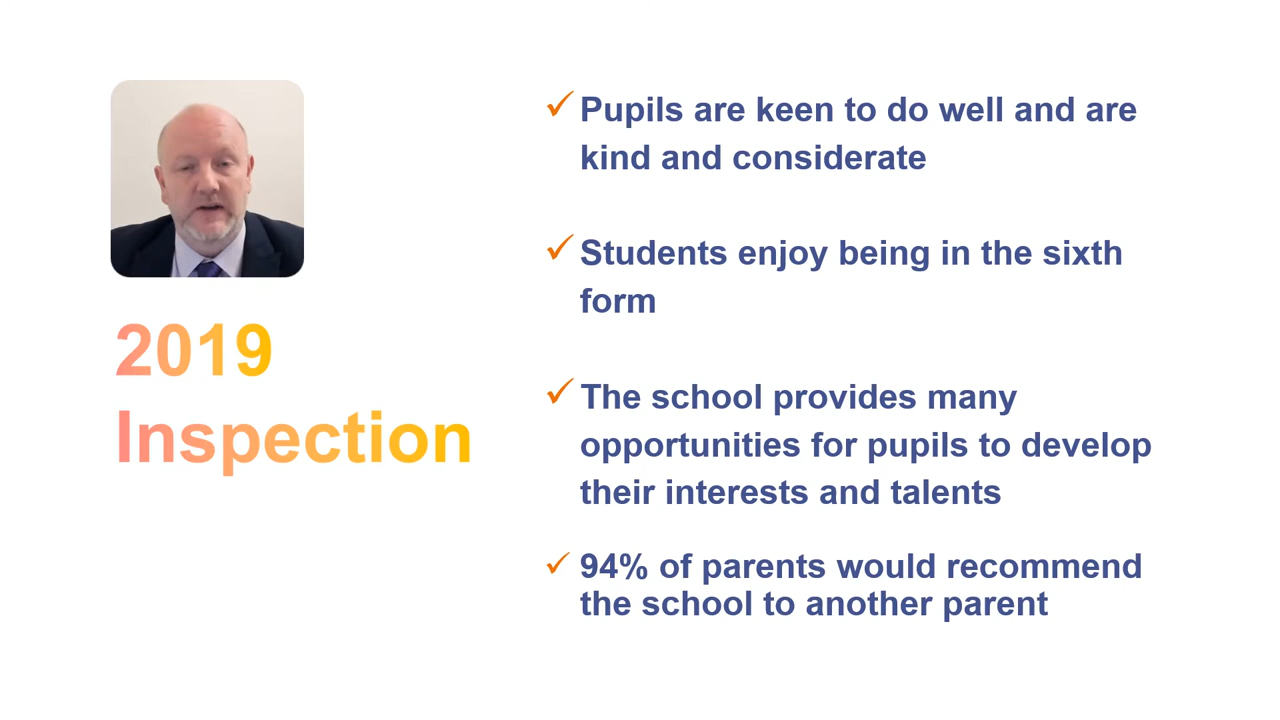 2019
Inspection
Pupils are keen to do well and are
kind and considerate
Students enjoy being in the sixth
form
The school provides many
opportunities for pupils to develop
their interests and talents
94% of parents would recommend
the school to another parent